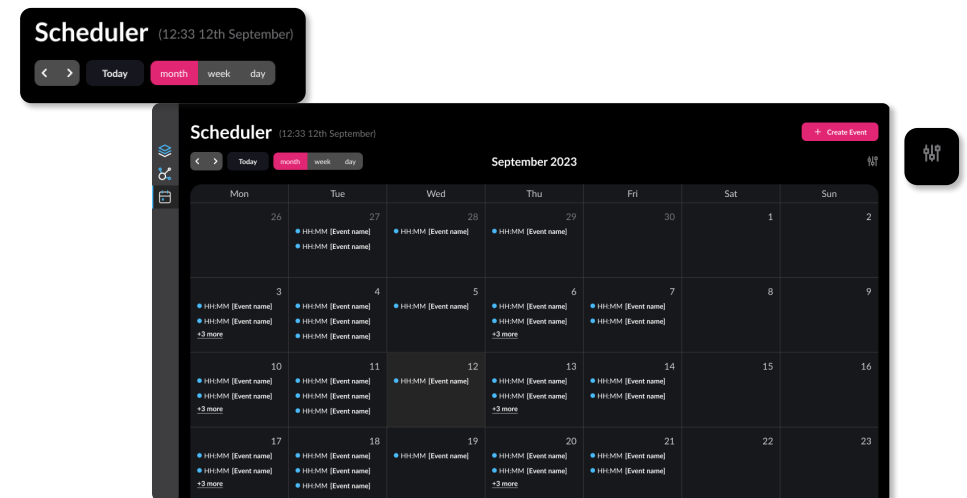 Scheduler (12:33 12th September)
Today month week day
Scheduler (12:33 12th September)
+ Create Event
Today month week day
September 2023
Mon Tue Wed Thu Fri Sat Sun
26 27 28 29 30 1 2
HH:MM [Event name] HH:MM [Event name] HH:MM [Event name]
HH:MM [Event name]
3 4 5 6 7 8 9
HH:MM [Event name] HH:MM [Event name] HH:MM [Event name] HH:MM [Event name] HH:MM [Event name]
HH:MM [Event name] HH:MM [Event name] HH:MM [Event name] HH:MM [Event name]
+3 more HH:MM [Event name] +3 more
10 11 12 13 14 15 16
HH:MM [Event name] HH:MM [Event name] HH:MM [Event name] HH:MM [Event name] HH:MM [Event name]
HH:MM [Event name] HH:MM [Event name] HH:MM [Event name] HH:MM [Event name]
+3 more HH:MM [Event name] +3 more
17 18 19 20 21 22 23
HH:MM [Event name] HH:MM [Event name] HH:MM [Event name] HH:MM [Event name] HH:MM [Event name]
HH:MM [Event name] HH:MM [Event name] HH:MM [Event name] HH:MM [Event name]
+3 more HH:MM [Event name] +3 more